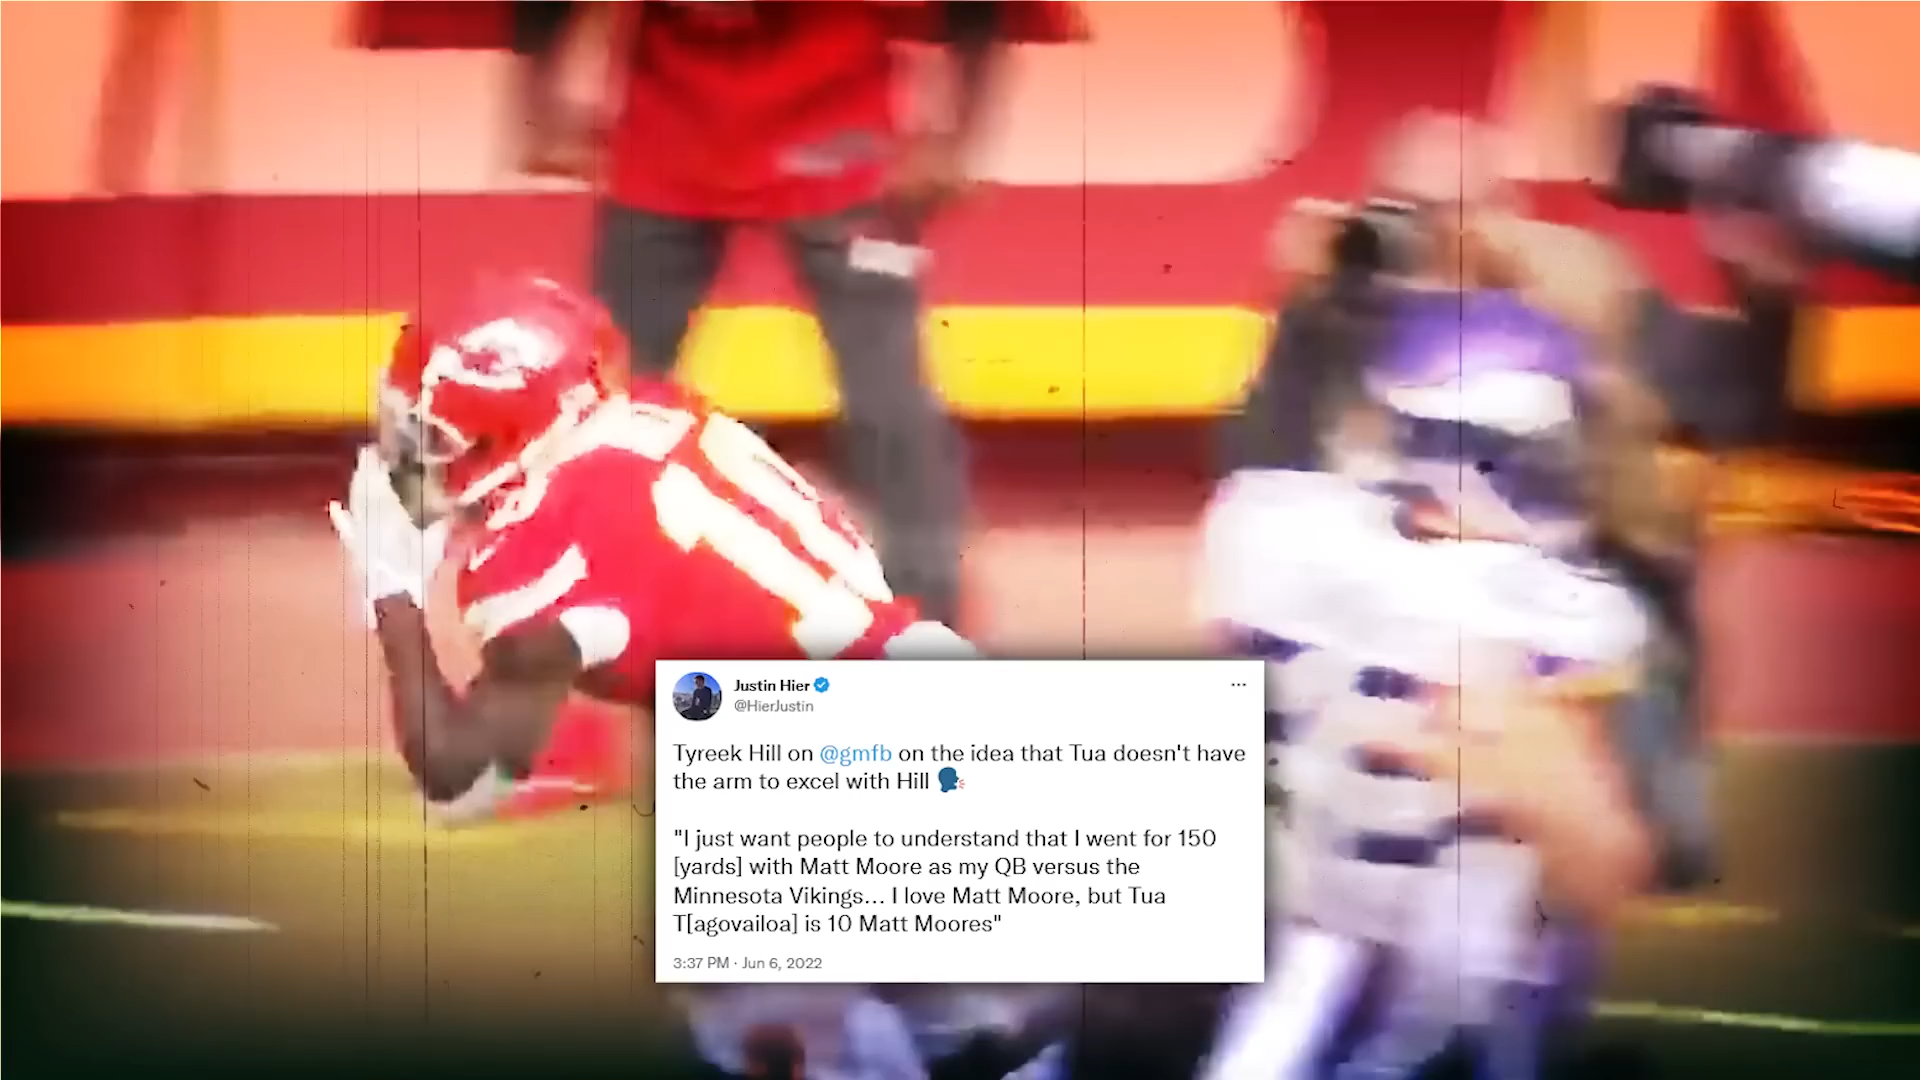 Justin Hier
@HierJustin
Tyreek Hill on @gmfb on the idea that Tua doesn't have
the arm to excel with Hill 🗣️
"I just want people to understand that I went for 150
[yards] with Matt Moore as my QB versus the
Minnesota Vikings... I love Matt Moore, but Tua
T[agovailoa] is 10 Matt Moores"
3:37 PM · Jun 6, 2022